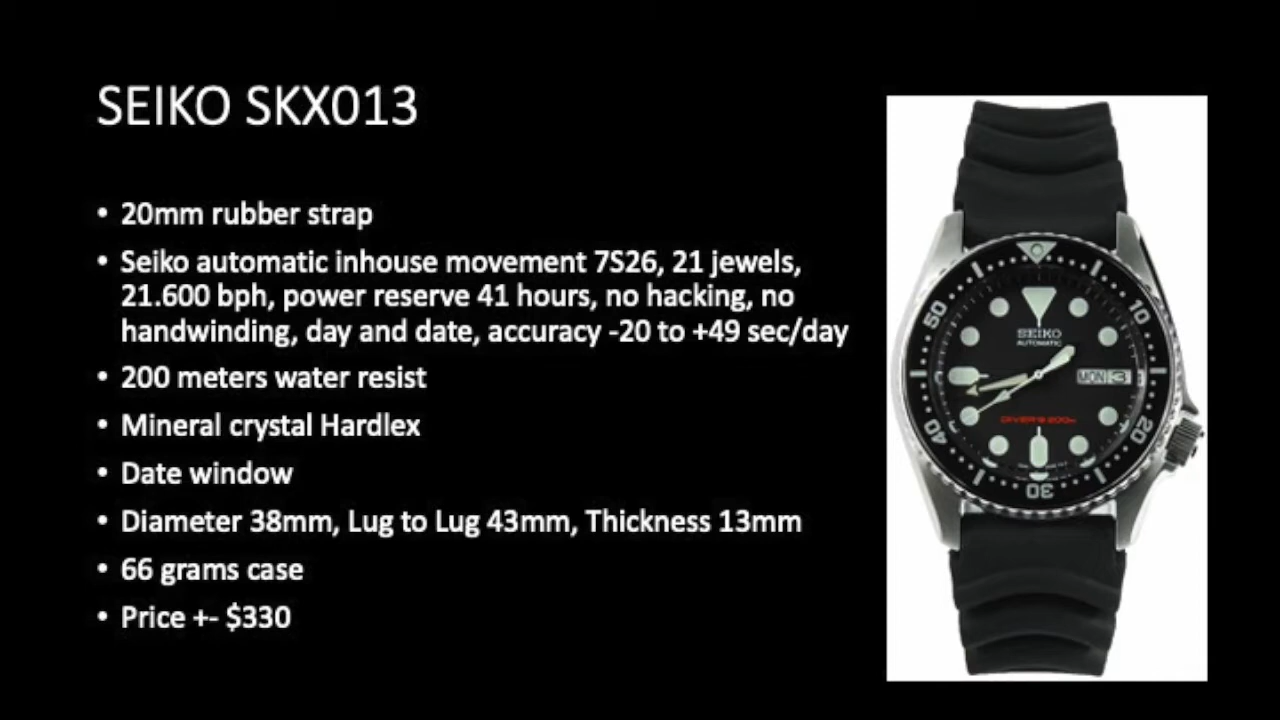 SEIKO SKX013
• 20mm rubber strap
• Seiko automatic inhouse movement 7S26, 21 jewels,
21.600 bph, power reserve 41 hours, no hacking, no
handwinding, day and date, accuracy -20 to +49 sec/day
• 200 meters water resist
• Mineral crystal Hardlex
• Date window
• Diameter 38mm, Lug to Lug 43mm, Thickness 13mm
• 66 grams case
• Price +- $330
50
10
SEIKO
AUTOMATIC
MON 3
DIVER'S 200m
40
20
30